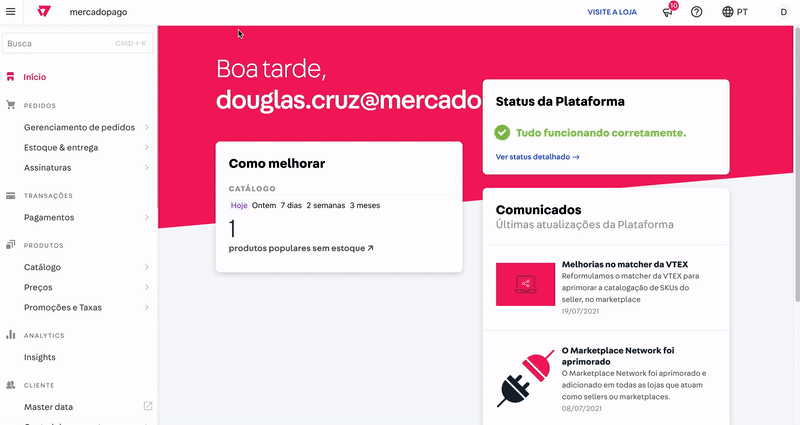 mercadopago
VISITE A LOJA
10
PT
D
Busca
CMD + K
Início
PEDIDOS
Gerenciamento de pedidos
Estoque & entrega
Assinaturas
TRANSAÇÕES
Pagamentos
PRODUTOS
Catálogo
Preços
Promoções e Taxas
ANALYTICS
Insights
CLIENTE
Master data
Boa tarde,
douglas.cruz@mercado
Como melhorar
CATÁLOGO
Hoje Ontem 7 dias 2 semanas 3 meses
1
produtos populares sem estoque
Status da Plataforma
Tudo funcionando corretamente.
Ver status detalhado →
Comunicados
Últimas atualizações da Plataforma
Melhorias no matcher da VTEX
Reformulamos o matcher da VTEX para
aprimorar a catalogação de SKUs do
seller, no marketplace
19/07/2021
O Marketplace Network foi
aprimorado
O Marketplace Network foi aprimorado e
adicionado em todas as lojas que atuam
como sellers ou marketplaces.
08/07/2021